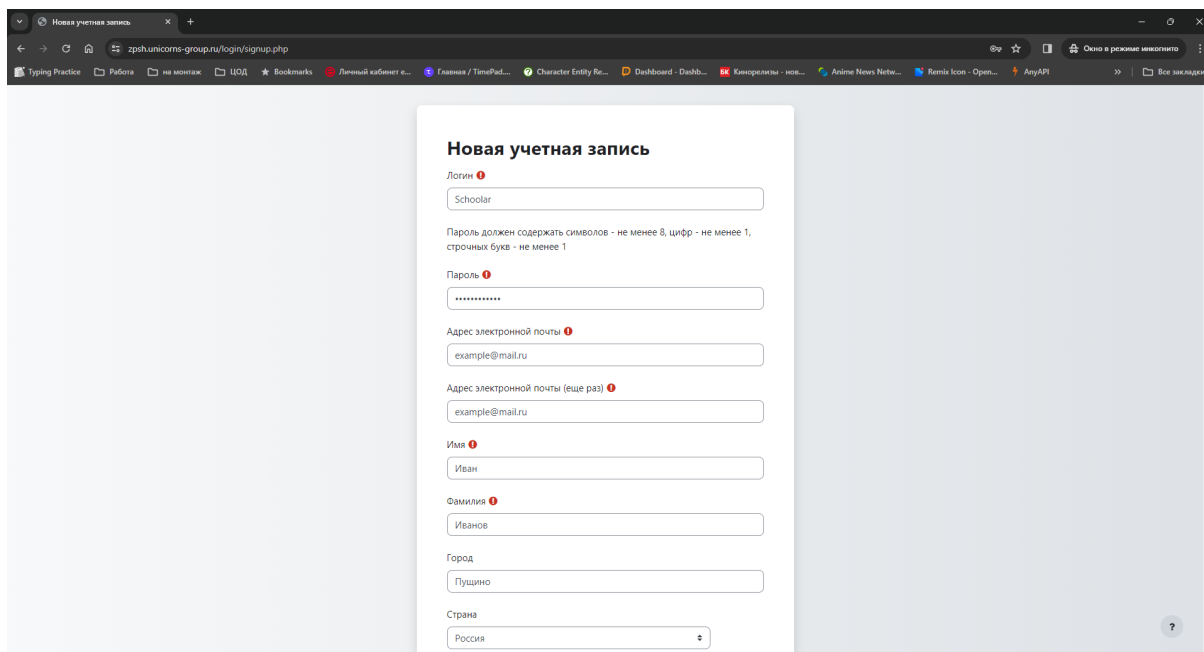 Новая учетная запись
zpsh.unicorns-group.ru/login/signup.php
Окно в режиме инкогнито
Typing Practice Работа на монтаж ЦОД Bookmarks Личный кабинет е... Главная / TimePad.... Character Entity Re... Dashboard - Dashb... БК Кинорелизы - нов... Anime News Netw... Remix Icon - Open... AnyAPI » Все закладки
Новая учетная запись
Логин
Schoolar
Пароль должен содержать символов - не менее 8, цифр - не менее 1,
строчных букв - не менее 1
Пароль
••••••••••••
Адрес электронной почты
example@mail.ru
Адрес электронной почты (еще раз)
example@mail.ru
Имя
Иван
Фамилия
Иванов
Город
Пущино
Страна
Россия
?